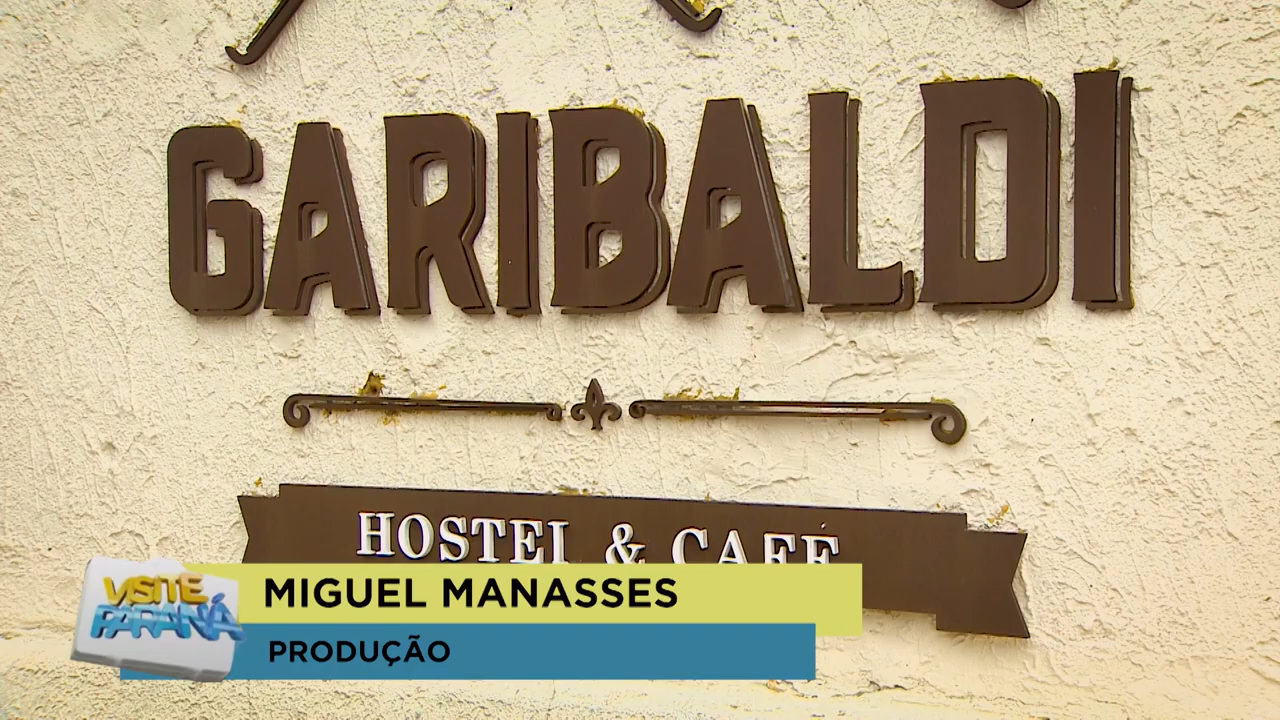 GARIBALDI
HOSTEL & CAFÉ
VISITE
PARANÁ
MIGUEL MANASSES
PRODUÇÃO